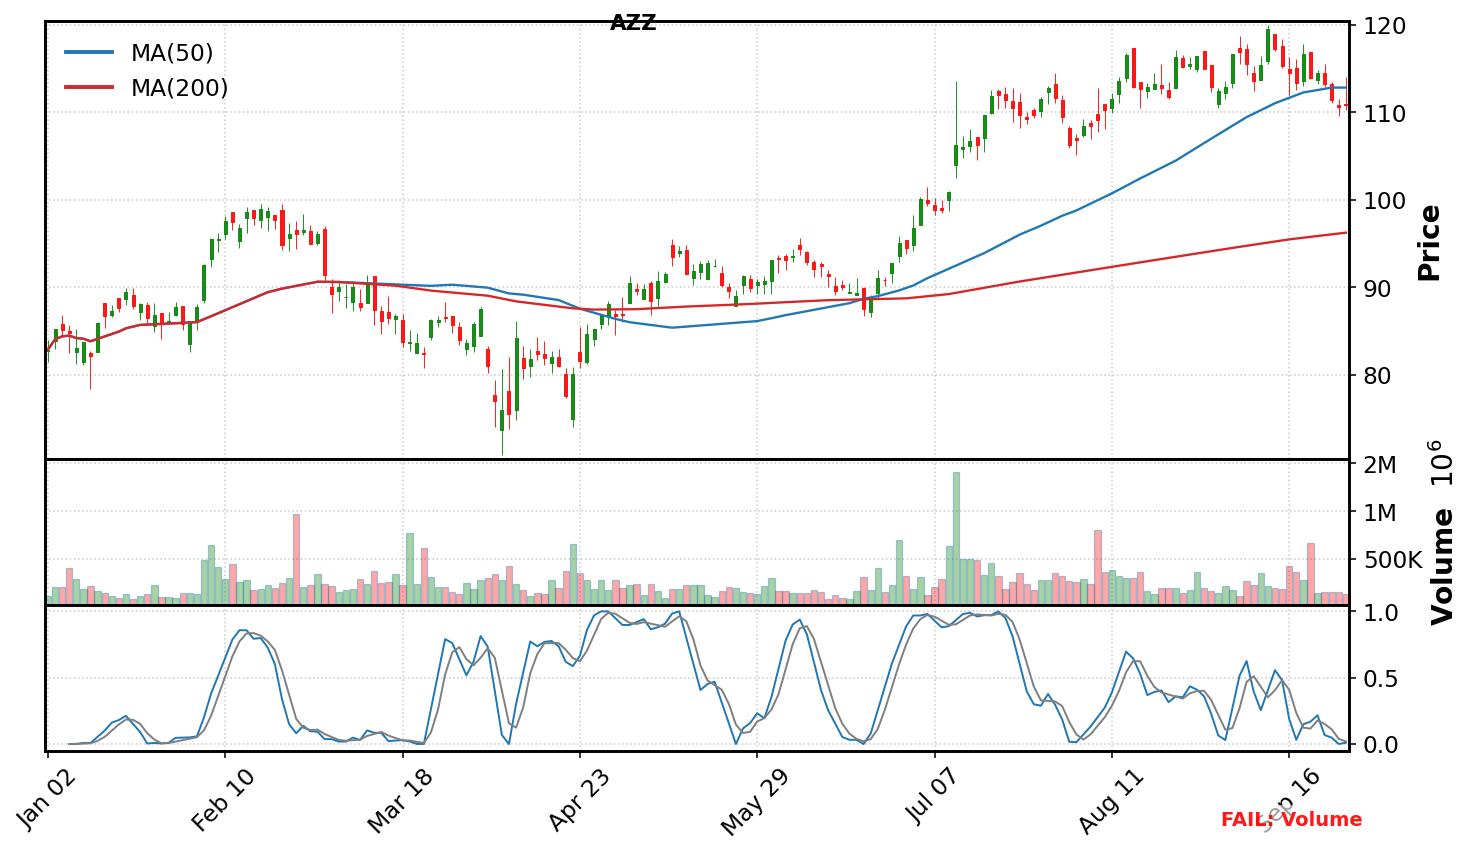 AZZ
MA(50)
MA(200)
120
110
100
90
80
Price
2M
1M
500K
Volume 10^6
1.0
0.5
0.0
Jan 02
Feb 10
Mar 18
Apr 23
May 29
Jul 07
Aug 11
Sep 16
FAIL: Volume